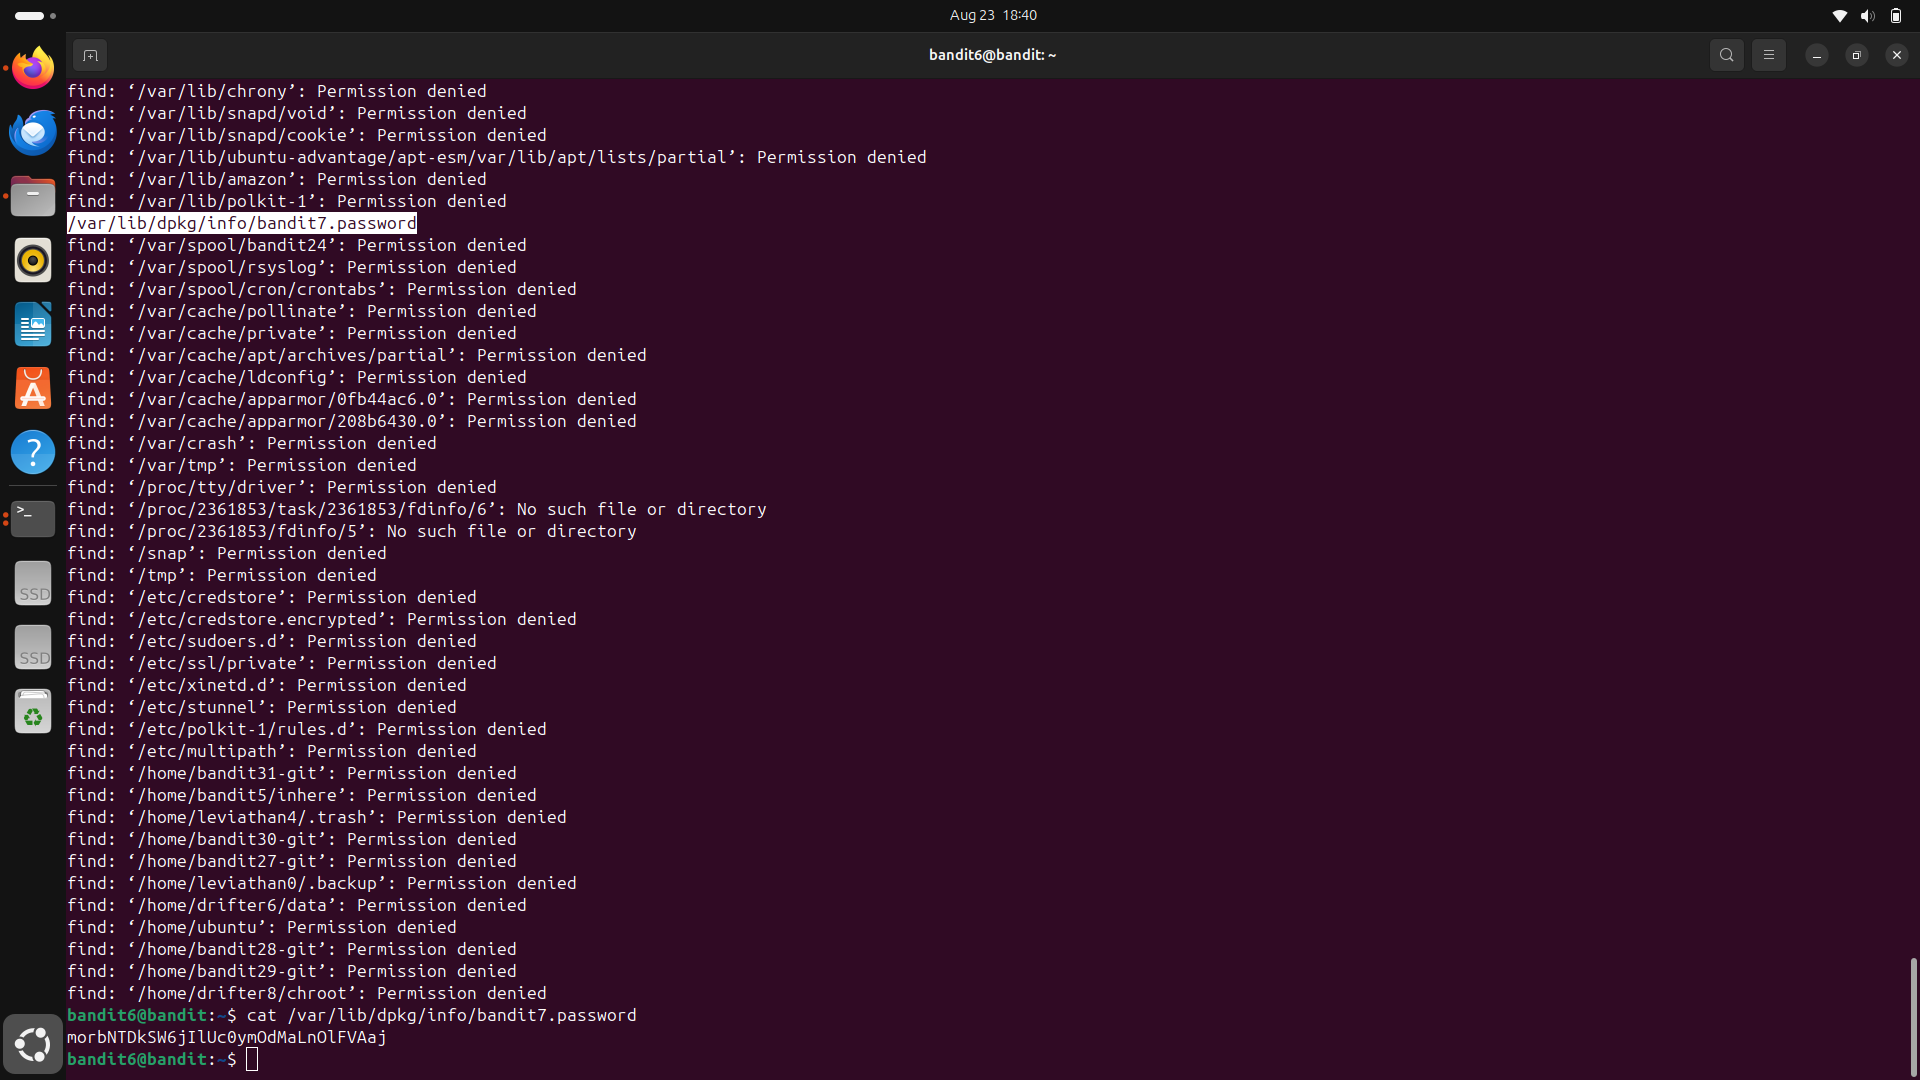 Aug 23 18:40
bandit6@bandit: ~
find: ‘/var/lib/chrony’: Permission denied
find: ‘/var/lib/snapd/void’: Permission denied
find: ‘/var/lib/snapd/cookie’: Permission denied
find: ‘/var/lib/ubuntu-advantage/apt-esm/var/lib/apt/lists/partial’: Permission denied
find: ‘/var/lib/amazon’: Permission denied
find: ‘/var/lib/polkit-1’: Permission denied
/var/lib/dpkg/info/bandit7.password
find: ‘/var/spool/bandit24’: Permission denied
find: ‘/var/spool/rsyslog’: Permission denied
find: ‘/var/spool/cron/crontabs’: Permission denied
find: ‘/var/cache/pollinate’: Permission denied
find: ‘/var/cache/private’: Permission denied
find: ‘/var/cache/apt/archives/partial’: Permission denied
find: ‘/var/cache/ldconfig’: Permission denied
find: ‘/var/cache/apparmor/0fb44ac6.0’: Permission denied
find: ‘/var/cache/apparmor/208b6430.0’: Permission denied
find: ‘/var/crash’: Permission denied
find: ‘/var/tmp’: Permission denied
find: ‘/proc/tty/driver’: Permission denied
find: ‘/proc/2361853/task/2361853/fdinfo/6’: No such file or directory
find: ‘/proc/2361853/fdinfo/5’: No such file or directory
find: ‘/snap’: Permission denied
find: ‘/tmp’: Permission denied
find: ‘/etc/credstore’: Permission denied
find: ‘/etc/credstore.encrypted’: Permission denied
find: ‘/etc/sudoers.d’: Permission denied
find: ‘/etc/ssl/private’: Permission denied
find: ‘/etc/xinetd.d’: Permission denied
find: ‘/etc/stunnel’: Permission denied
find: ‘/etc/polkit-1/rules.d’: Permission denied
find: ‘/etc/multipath’: Permission denied
find: ‘/home/bandit31-git’: Permission denied
find: ‘/home/bandit5/inhere’: Permission denied
find: ‘/home/leviathan4/.trash’: Permission denied
find: ‘/home/bandit30-git’: Permission denied
find: ‘/home/bandit27-git’: Permission denied
find: ‘/home/leviathan0/.backup’: Permission denied
find: ‘/home/drifter6/data’: Permission denied
find: ‘/home/ubuntu’: Permission denied
find: ‘/home/bandit28-git’: Permission denied
find: ‘/home/bandit29-git’: Permission denied
find: ‘/home/drifter8/chroot’: Permission denied
bandit6@bandit:~$ cat /var/lib/dpkg/info/bandit7.password
morbNTDkSW6jIlUc0ymOdMaLnOlFVAaj
bandit6@bandit:~$
SSD
SSD